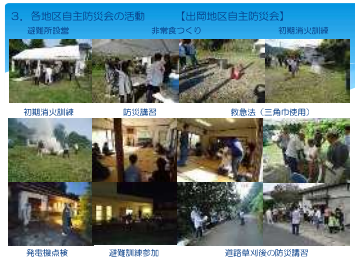 3．各地区自主防災会の活動　【出岡地区自主防災会】
避難所設営　非常食つくり　初期消火訓練
初期消火訓練　防災講習　救急法（三角巾使用）
発電機点検　避難訓練参加　道路草刈後の防災講習